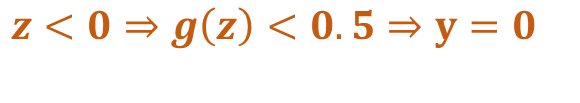 z < 0 ⇒ g(z) < 0.5 ⇒ y = 0